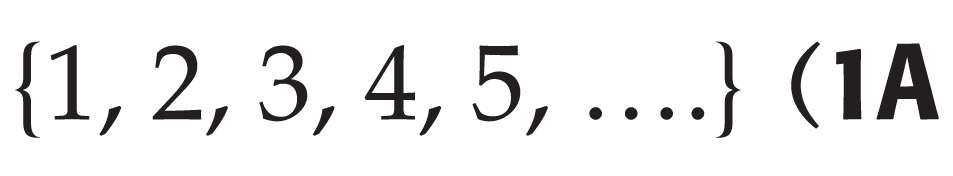 {1, 2, 3, 4, 5, ....} (1A